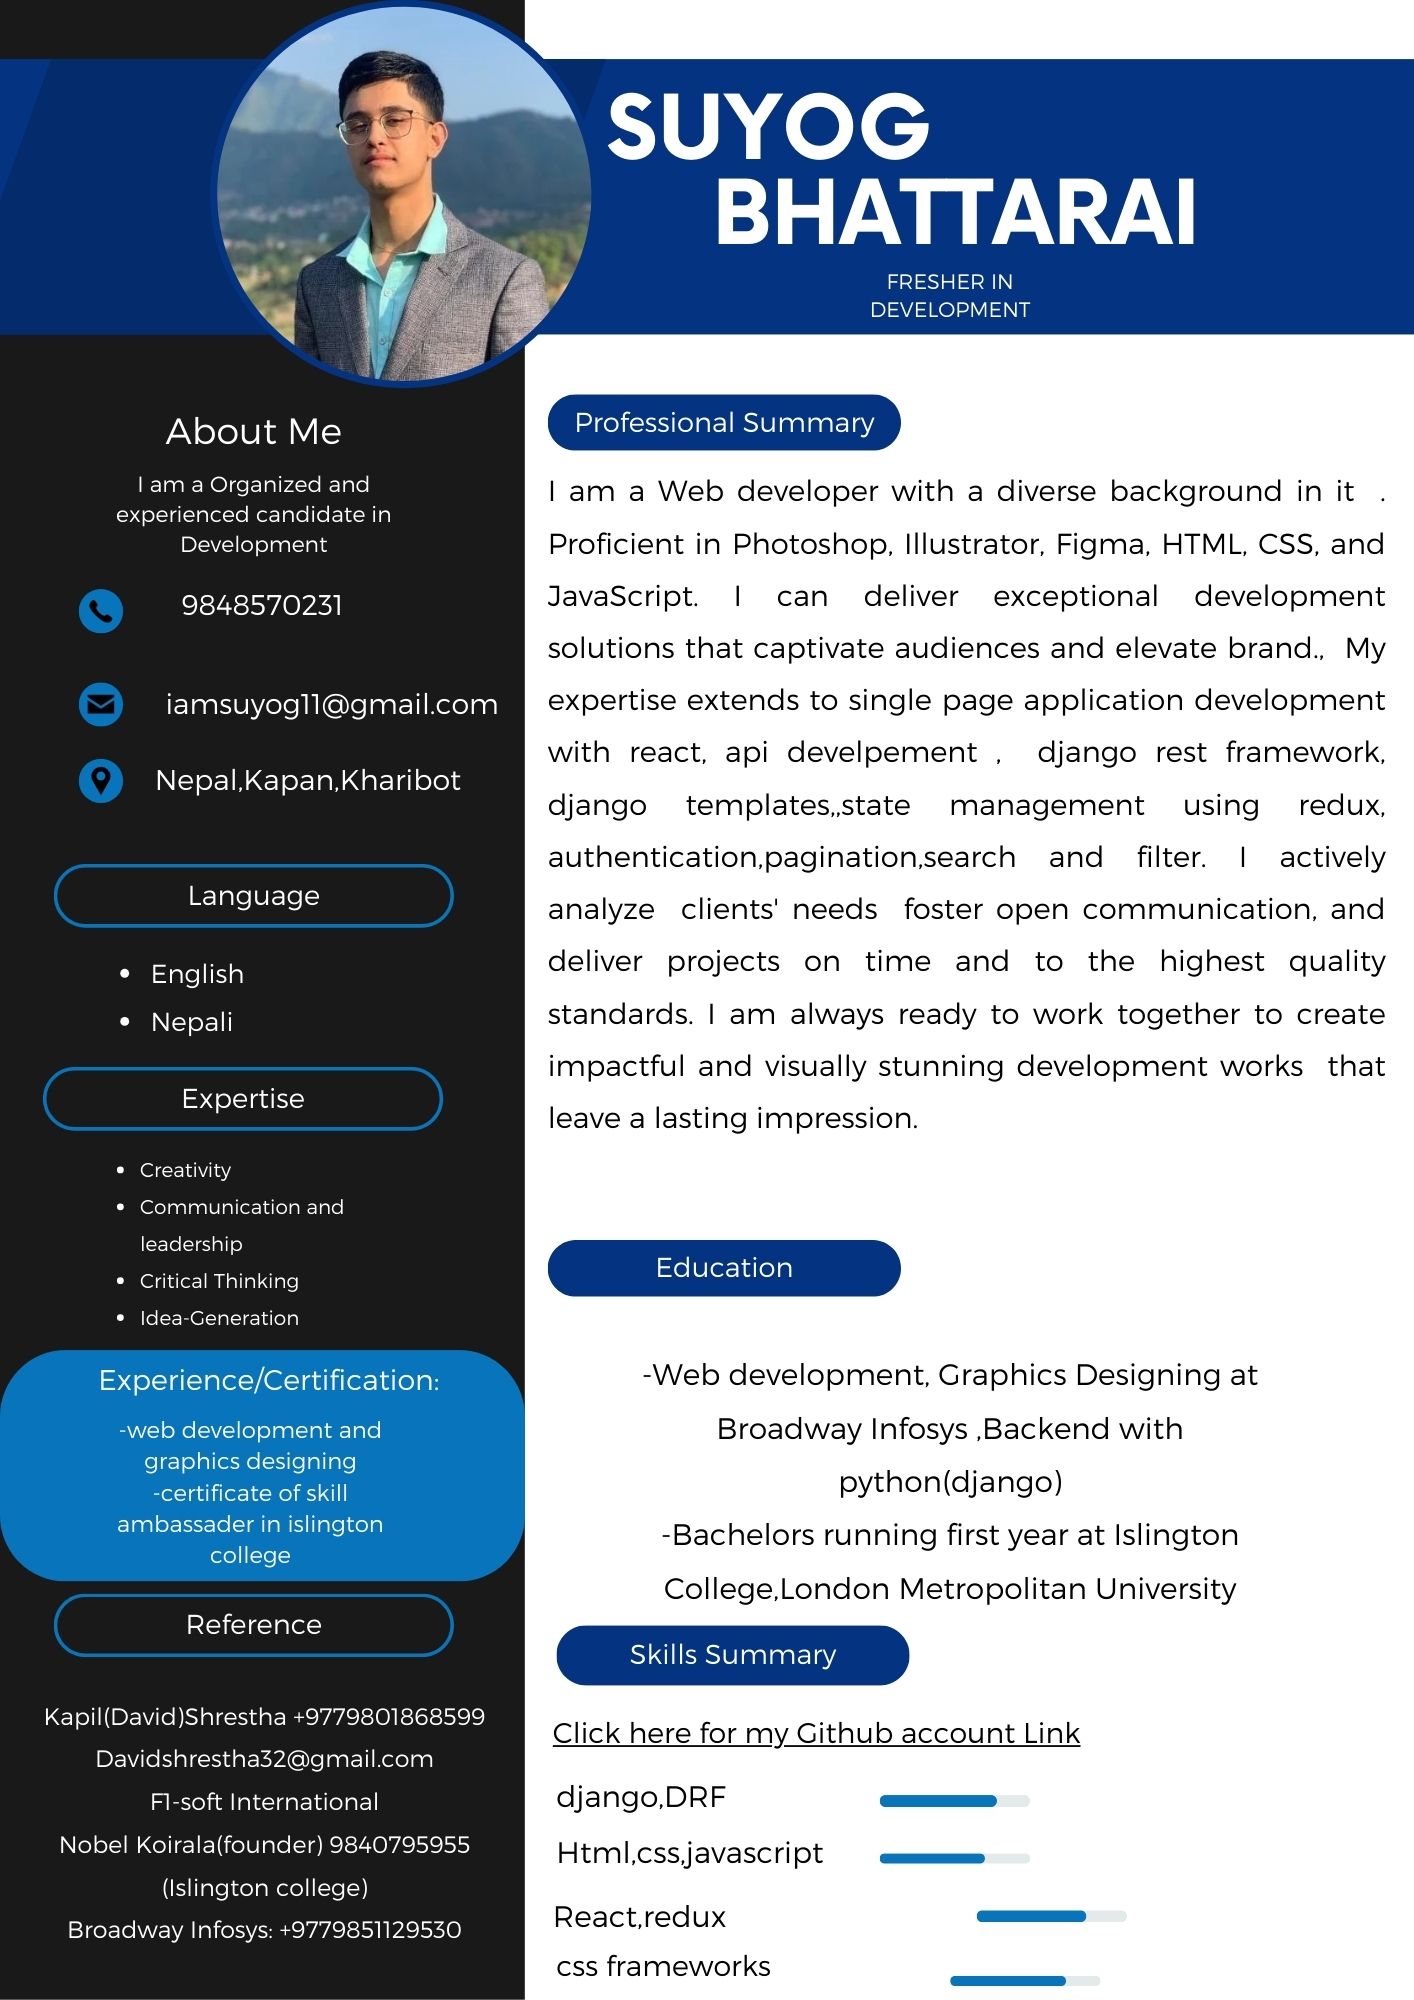 SUYOG
BHATTARAI
FRESHER IN
DEVELOPMENT
About Me
I am a Organized and
experienced candidate in
Development
9848570231
iamsuyog11@gmail.com
Nepal,Kapan,Kharibot
Language
• English
• Nepali
Expertise
• Creativity
• Communication and
leadership
• Critical Thinking
• Idea-Generation
Experience/Certification:
-web development and
graphics designing
-certificate of skill
ambassader in islington
college
Reference
Kapil(David)Shrestha +9779801868599
Davidshrestha32@gmail.com
F1-soft International
Nobel Koirala(founder) 9840795955
(Islington college)
Broadway Infosys: +9779851129530
Professional Summary
I am a Web developer with a diverse background in it .
Proficient in Photoshop, Illustrator, Figma, HTML, CSS, and
JavaScript. I can deliver exceptional development
solutions that captivate audiences and elevate brand., My
expertise extends to single page application development
with react, api develpement , django rest framework,
django templates,,state management using redux,
authentication,pagination,search and filter. I actively
analyze clients' needs foster open communication, and
deliver projects on time and to the highest quality
standards. I am always ready to work together to create
impactful and visually stunning development works that
leave a lasting impression.
Education
-Web development, Graphics Designing at
Broadway Infosys ,Backend with
python(django)
-Bachelors running first year at Islington
College,London Metropolitan University
Skills Summary
Click here for my Github account Link
django,DRF
Html,css,javascript
React,redux
css frameworks